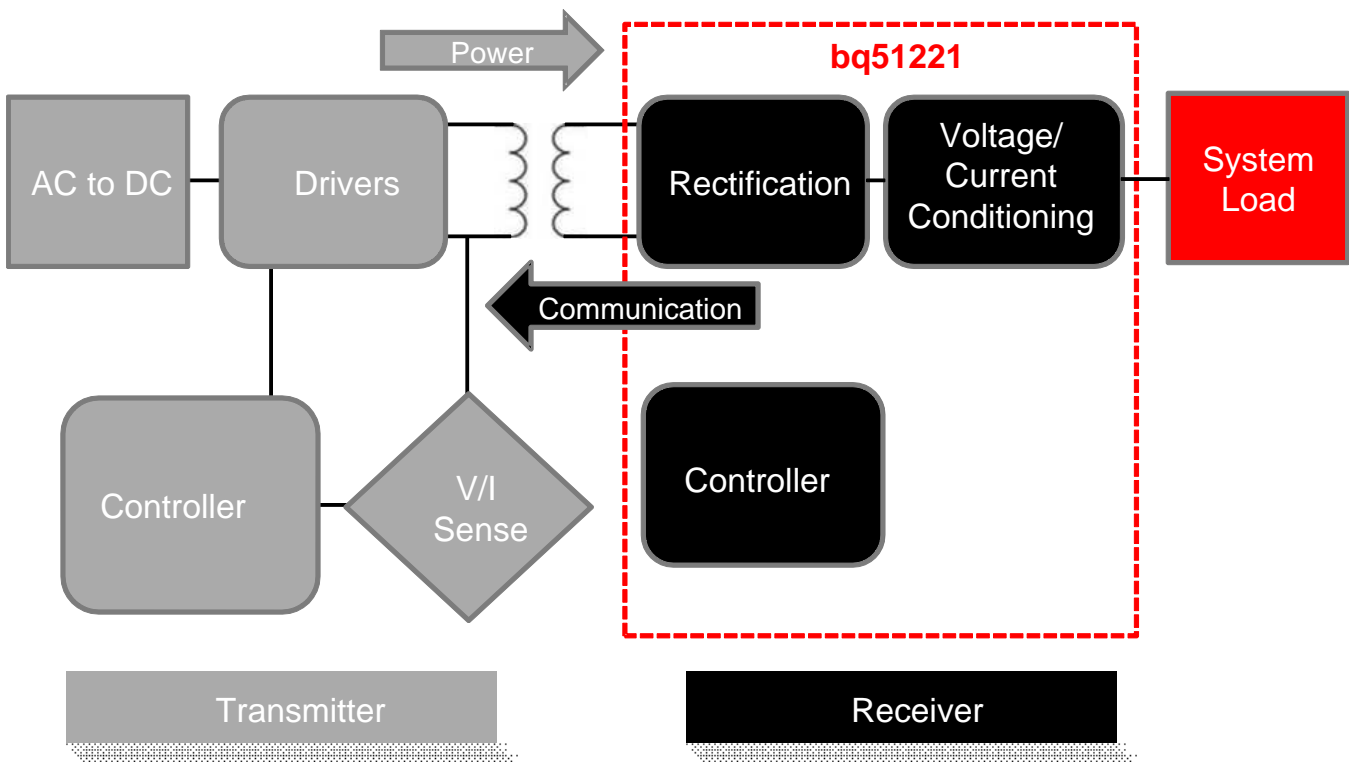 Power
bq51221
AC to DC
Drivers
Rectification
Voltage/
Current
Conditioning
System
Load
Communication
Controller
V/I
Sense
Controller
Transmitter
Receiver